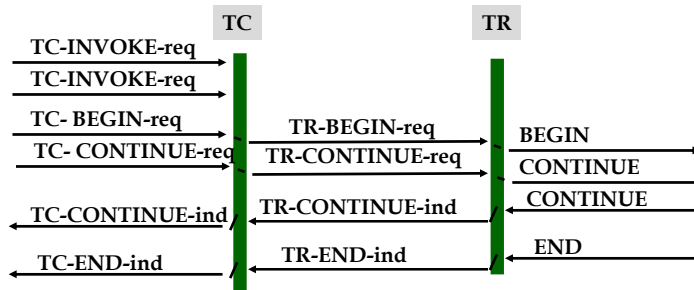 TC
TR
TC-INVOKE-req
TC-INVOKE-req
TC- BEGIN-req
TR-BEGIN-req
BEGIN
TC- CONTINUE-req
TR-CONTINUE-req
CONTINUE
CONTINUE
TC-CONTINUE-ind
TR-CONTINUE-ind
TC-END-ind
TR-END-ind
END